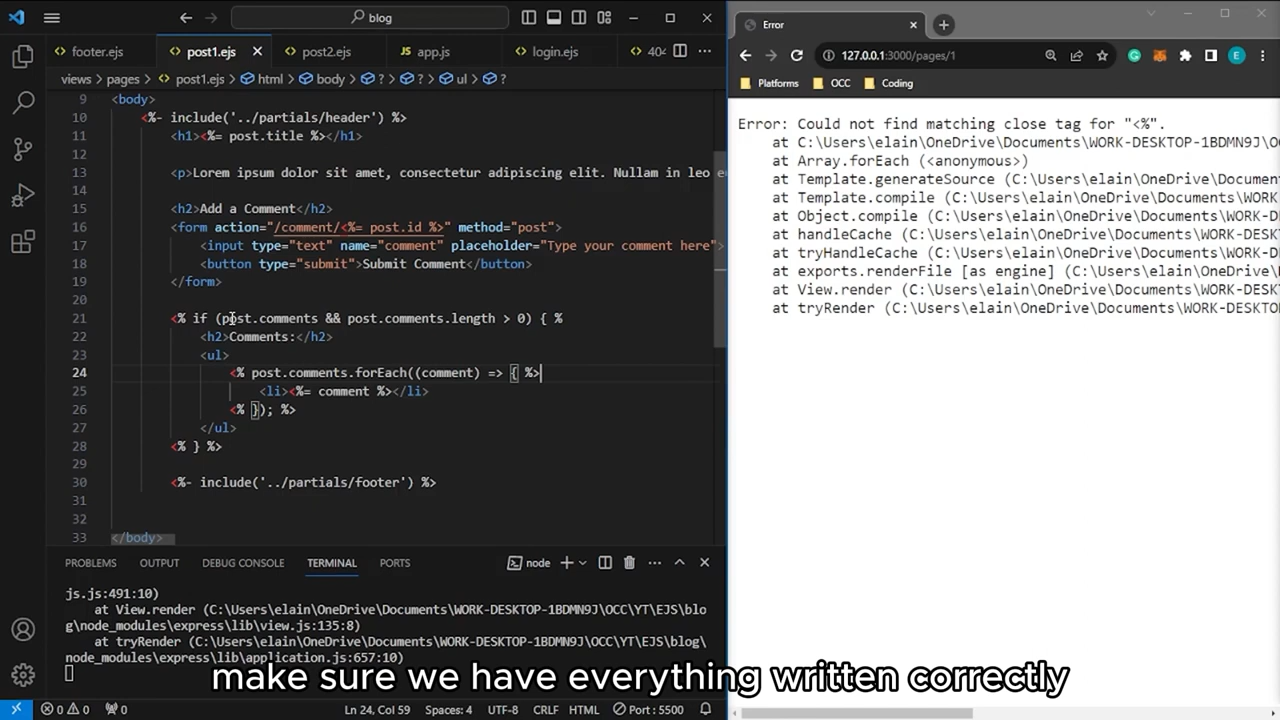 blog
footer.ejs
post1.ejs
post2.ejs
app.js
login.ejs
404
views > pages > post1.ejs > html > body > ? > ? > ul > ?
9 <body>
10 <%- include('../partials/header') %>
11 <h1><%= post.title %></h1>
12
13 <p>Lorem ipsum dolor sit amet, consectetur adipiscing elit. Nullam in leo e
14
15 <h2>Add a Comment</h2>
16 <form action="/comment/<%= post.id %>" method="post">
17 <input type="text" name="comment" placeholder="Type your comment here">
18 <button type="submit">Submit Comment</button>
19 </form>
20
21 <% if (post.comments && post.comments.length > 0) { %
22 <h2>Comments:</h2>
23 <ul>
24 <% post.comments.forEach((comment) => { %>
25 <li><%= comment %></li>
26 <% }); %>
27 </ul>
28 <% } %>
29
30 <%- include('../partials/footer') %>
31
32
33 </body>
PROBLEMS OUTPUT DEBUG CONSOLE TERMINAL PORTS
node
js.js:491:10)
at View.render (C:\Users\elain\OneDrive\Documents\WORK-DESKTOP-1BDMN9J\OCC\YT\EJS\blo
g\node_modules\express\lib\view.js:135:8)
at tryRender (C:\Users\elain\OneDrive\Documents\WORK-DESKTOP-1BDMN9J\OCC\YT\EJS\blo
g\node_modules\express\lib\application.js:657:10)
0 0 0 Ln 24, Col 59 Spaces: 4 UTF-8 CRLF HTML Port : 5500
Error
127.0.0.1:3000/pages/1
E
Platforms OCC Coding
Error: Could not find matching close tag for "<%".
at C:\Users\elain\OneDrive\Documents\WORK-DESKTOP-1BDMN9J\OC
at Array.forEach (<anonymous>)
at Template.generateSource (C:\Users\elain\OneDrive\Document
at Template.compile (C:\Users\elain\OneDrive\Documents\WORK-
at Object.compile (C:\Users\elain\OneDrive\Documents\WORK-DE
at handleCache (C:\Users\elain\OneDrive\Documents\WORK-DESKT
at tryHandleCache (C:\Users\elain\OneDrive\Documents\WORK-DE
at exports.renderFile [as engine] (C:\Users\elain\OneDrive\D
at View.render (C:\Users\elain\OneDrive\Documents\WORK-DESKT
at tryRender (C:\Users\elain\OneDrive\Documents\WORK-DESKTOP
make sure we have everything written correctly